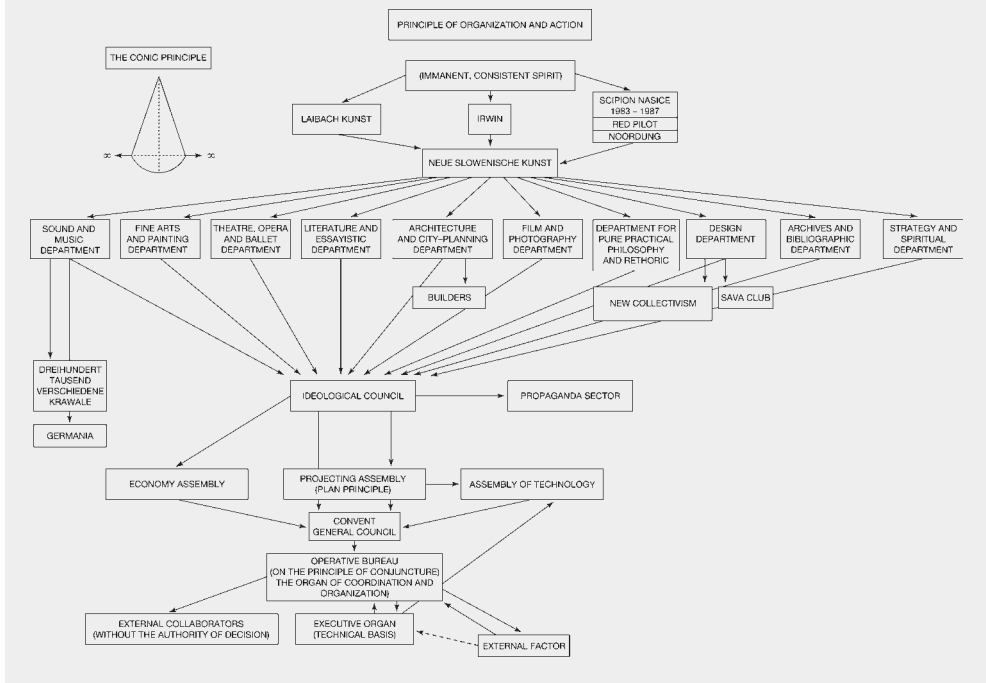 PRINCIPLE OF ORGANIZATION AND ACTION
THE CONIC PRINCIPLE
∞
∞
(IMMANENT, CONSISTENT SPIRIT)
LAIBACH KUNST
IRWIN
SCIPION NASICE
1983 – 1987
RED PILOT
NOORDUNG
NEUE SLOWENISCHE KUNST
SOUND AND
MUSIC
DEPARTMENT
FINE ARTS
AND PAINTING
DEPARTMENT
THEATRE, OPERA
AND BALLET
DEPARTMENT
LITERATURE AND
ESSAYISTIC
DEPARTMENT
ARCHITECTURE
AND CITY–PLANNING
DEPARTMENT
FILM AND
PHOTOGRAPHY
DEPARTMENT
DEPARTMENT FOR
PURE PRACTICAL
PHILOSOPHY
AND RETHORIC
DESIGN
DEPARTMENT
ARCHIVES AND
BIBLIOGRAPHIC
DEPARTMENT
STRATEGY AND
SPIRITUAL
DEPARTMENT
BUILDERS
NEW COLLECTIVISM
SAVA CLUB
DREIHUNDERT
TAUSEND
VERSCHIEDENE
KRAWALE
GERMANIA
IDEOLOGICAL COUNCIL
PROPAGANDA SECTOR
ECONOMY ASSEMBLY
PROJECTING ASSEMBLY
(PLAN PRINCIPLE)
ASSEMBLY OF TECHNOLOGY
CONVENT
GENERAL COUNCIL
OPERATIVE BUREAU
(ON THE PRINCIPLE OF CONJUNCTURE)
THE ORGAN OF COORDINATION AND
ORGANIZATION)
EXTERNAL COLLABORATORS
(WITHOUT THE AUTHORITY OF DECISION)
EXECUTIVE ORGAN
(TECHNICAL BASIS)
EXTERNAL FACTOR